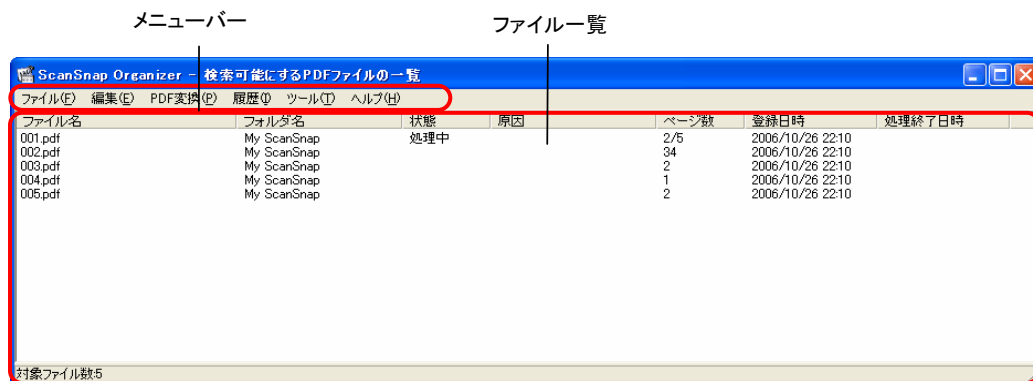 メニューバー
ファイル一覧
ScanSnap Organizer - 検索可能にするPDFファイルの一覧
ファイル(F) 編集(E) PDF変換(P) 履歴(I) ツール(T) ヘルプ(H)
ファイル名 フォルダ名 状態 原因 ページ数 登録日時 処理終了日時
001.pdf My ScanSnap 処理中 2/5 2006/10/26 22:10
002.pdf My ScanSnap 34 2006/10/26 22:10
003.pdf My ScanSnap 2 2006/10/26 22:10
004.pdf My ScanSnap 1 2006/10/26 22:10
005.pdf My ScanSnap 2 2006/10/26 22:10
対象ファイル数:5